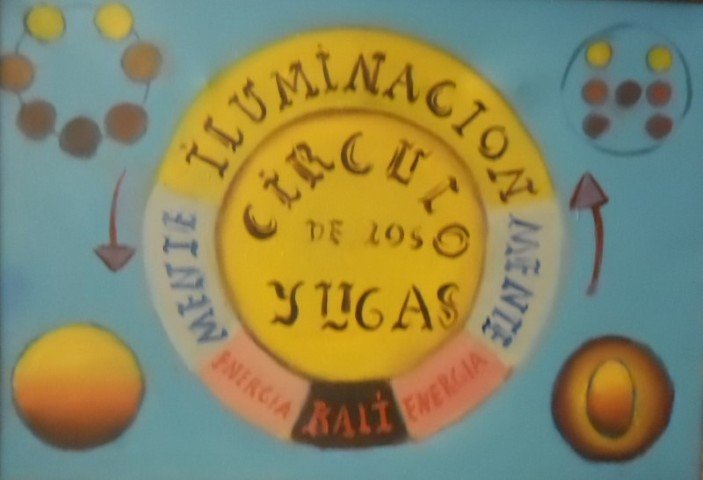 ILUMINACION
CIRCULO
DE LOS
YUGAS
MENTE
MENTE
ENERGIA
KALI
ENERGIA